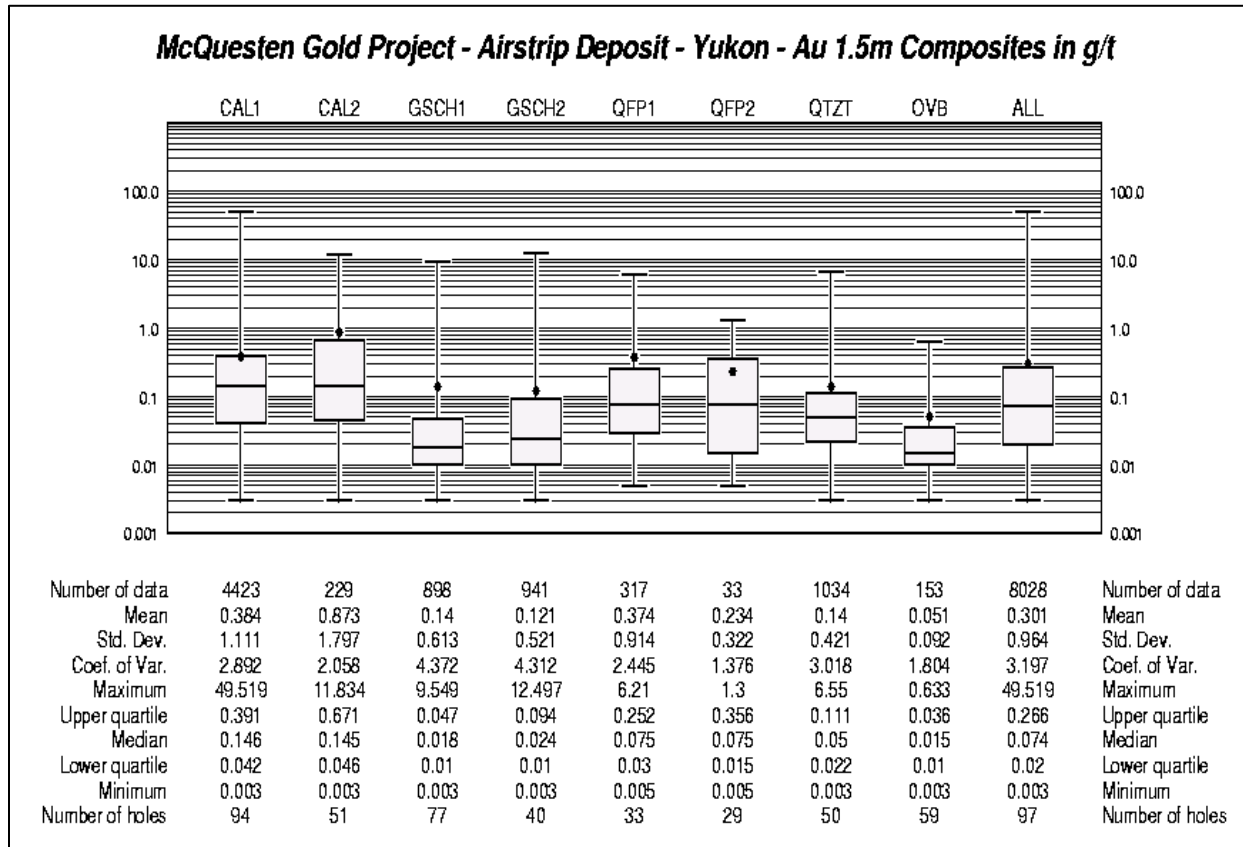 McQuesten Gold Project - Airstrip Deposit - Yukon - Au 1.5m Composites in g/t
CAL1 CAL2 GSCH1 GSCH2 QFP1 QFP2 QTZT OVB ALL
100.0 100.0
10.0 10.0
1.0 1.0
0.1 0.1
0.01 0.01
0.001 0.001
Number of data 4423 229 898 941 317 33 1034 153 8028 Number of data
Mean 0.384 0.873 0.14 0.121 0.374 0.234 0.14 0.051 0.301 Mean
Std. Dev. 1.111 1.797 0.613 0.521 0.914 0.322 0.421 0.092 0.964 Std. Dev.
Coef. of Var. 2.892 2.058 4.372 4.312 2.445 1.376 3.018 1.804 3.197 Coef. of Var.
Maximum 49.519 11.834 9.549 12.497 6.21 1.3 6.55 0.633 49.519 Maximum
Upper quartile 0.391 0.671 0.047 0.094 0.252 0.356 0.111 0.036 0.266 Upper quartile
Median 0.146 0.145 0.018 0.024 0.075 0.075 0.05 0.015 0.074 Median
Lower quartile 0.042 0.046 0.01 0.01 0.03 0.015 0.022 0.01 0.02 Lower quartile
Minimum 0.003 0.003 0.003 0.003 0.005 0.005 0.003 0.003 0.003 Minimum
Number of holes 94 51 77 40 33 29 50 59 97 Number of holes